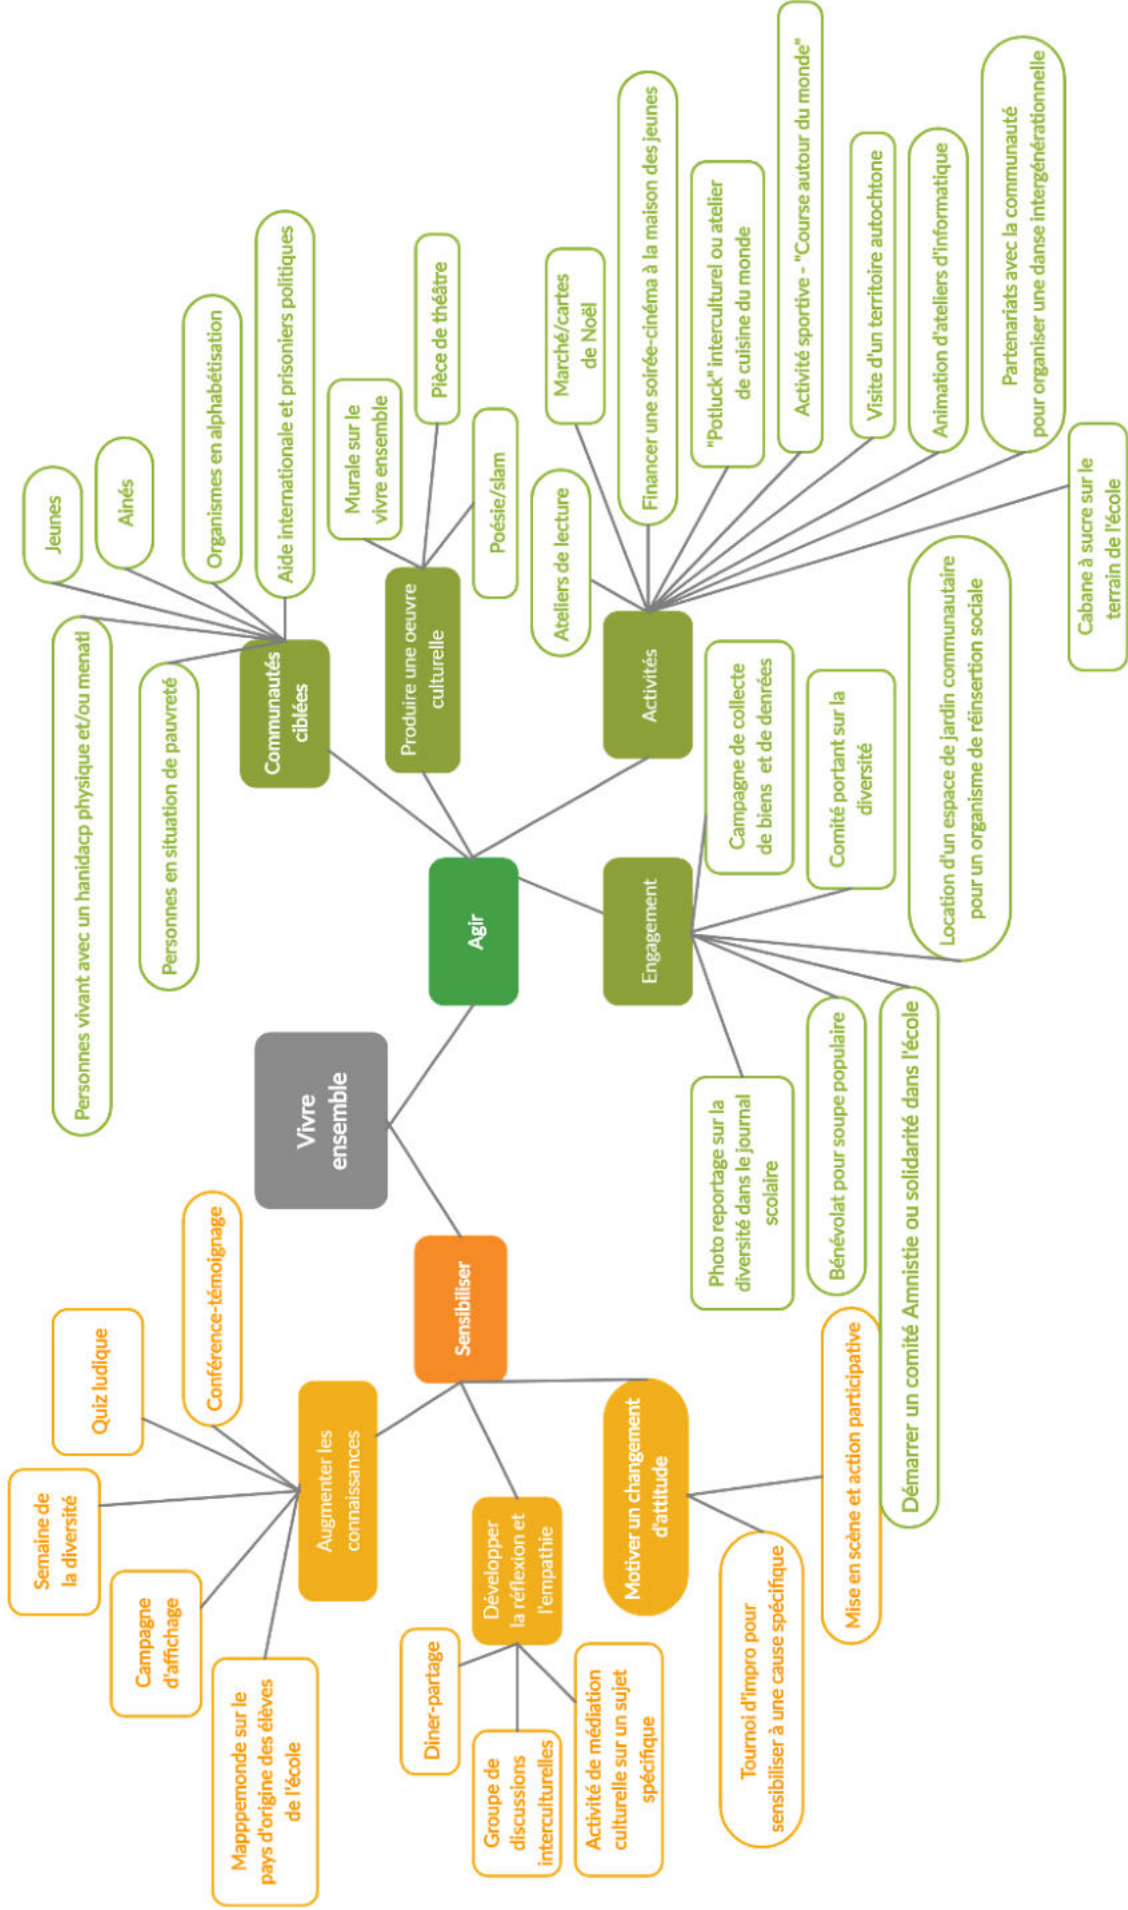 Vivre
ensemble
Sensibiliser
Augmenter les
connaissances
Mapppemonde sur le
pays d'origine des élèves
de l'école
Campagne
d'affichage
Semaine de
la diversité
Quiz ludique
Conférence-témoignage
Développer
la réflexion et
l'empathie
Diner-partage
Groupe de
discussions
interculturelles
Activité de médiation
culturelle sur un sujet
spécifique
Motiver un changement
d'attitude
Tournoi d'impro pour
sensibiliser à une cause spécifique
Mise en scène et action participative
Agir
Communautés
ciblées
Personnes vivant avec un hanidacp physique et/ou menatl
Personnes en situation de pauvreté
Jeunes
Ainés
Organismes en alphabétisation
Aide internationale et prisoniers politiques
Produire une oeuvre
culturelle
Murale sur le
vivre ensemble
Pièce de théâtre
Poésie/slam
Activités
Ateliers de lecture
Marché/cartes
de Noël
Financer une soirée-cinéma à la maison des jeunes
"Potluck" interculturel ou atelier
de cuisine du monde
Activité sportive - "Course autour du monde"
Visite d'un territoire autochtone
Animation d'ateliers d'informatique
Partenariats avec la communauté
pour organiser une danse intergénérationnelle
Cabane à sucre sur le
terrain de l'école
Engagement
Photo reportage sur la
diversité dans le journal
scolaire
Bénévolat pour soupe populaire
Démarrer un comité Amnistie ou solidarité dans l'école
Location d'un espace de jardin communautaire
pour un organisme de réinsertion sociale
Comité portant sur la
diversité
Campagne de collecte
de biens et de denrées